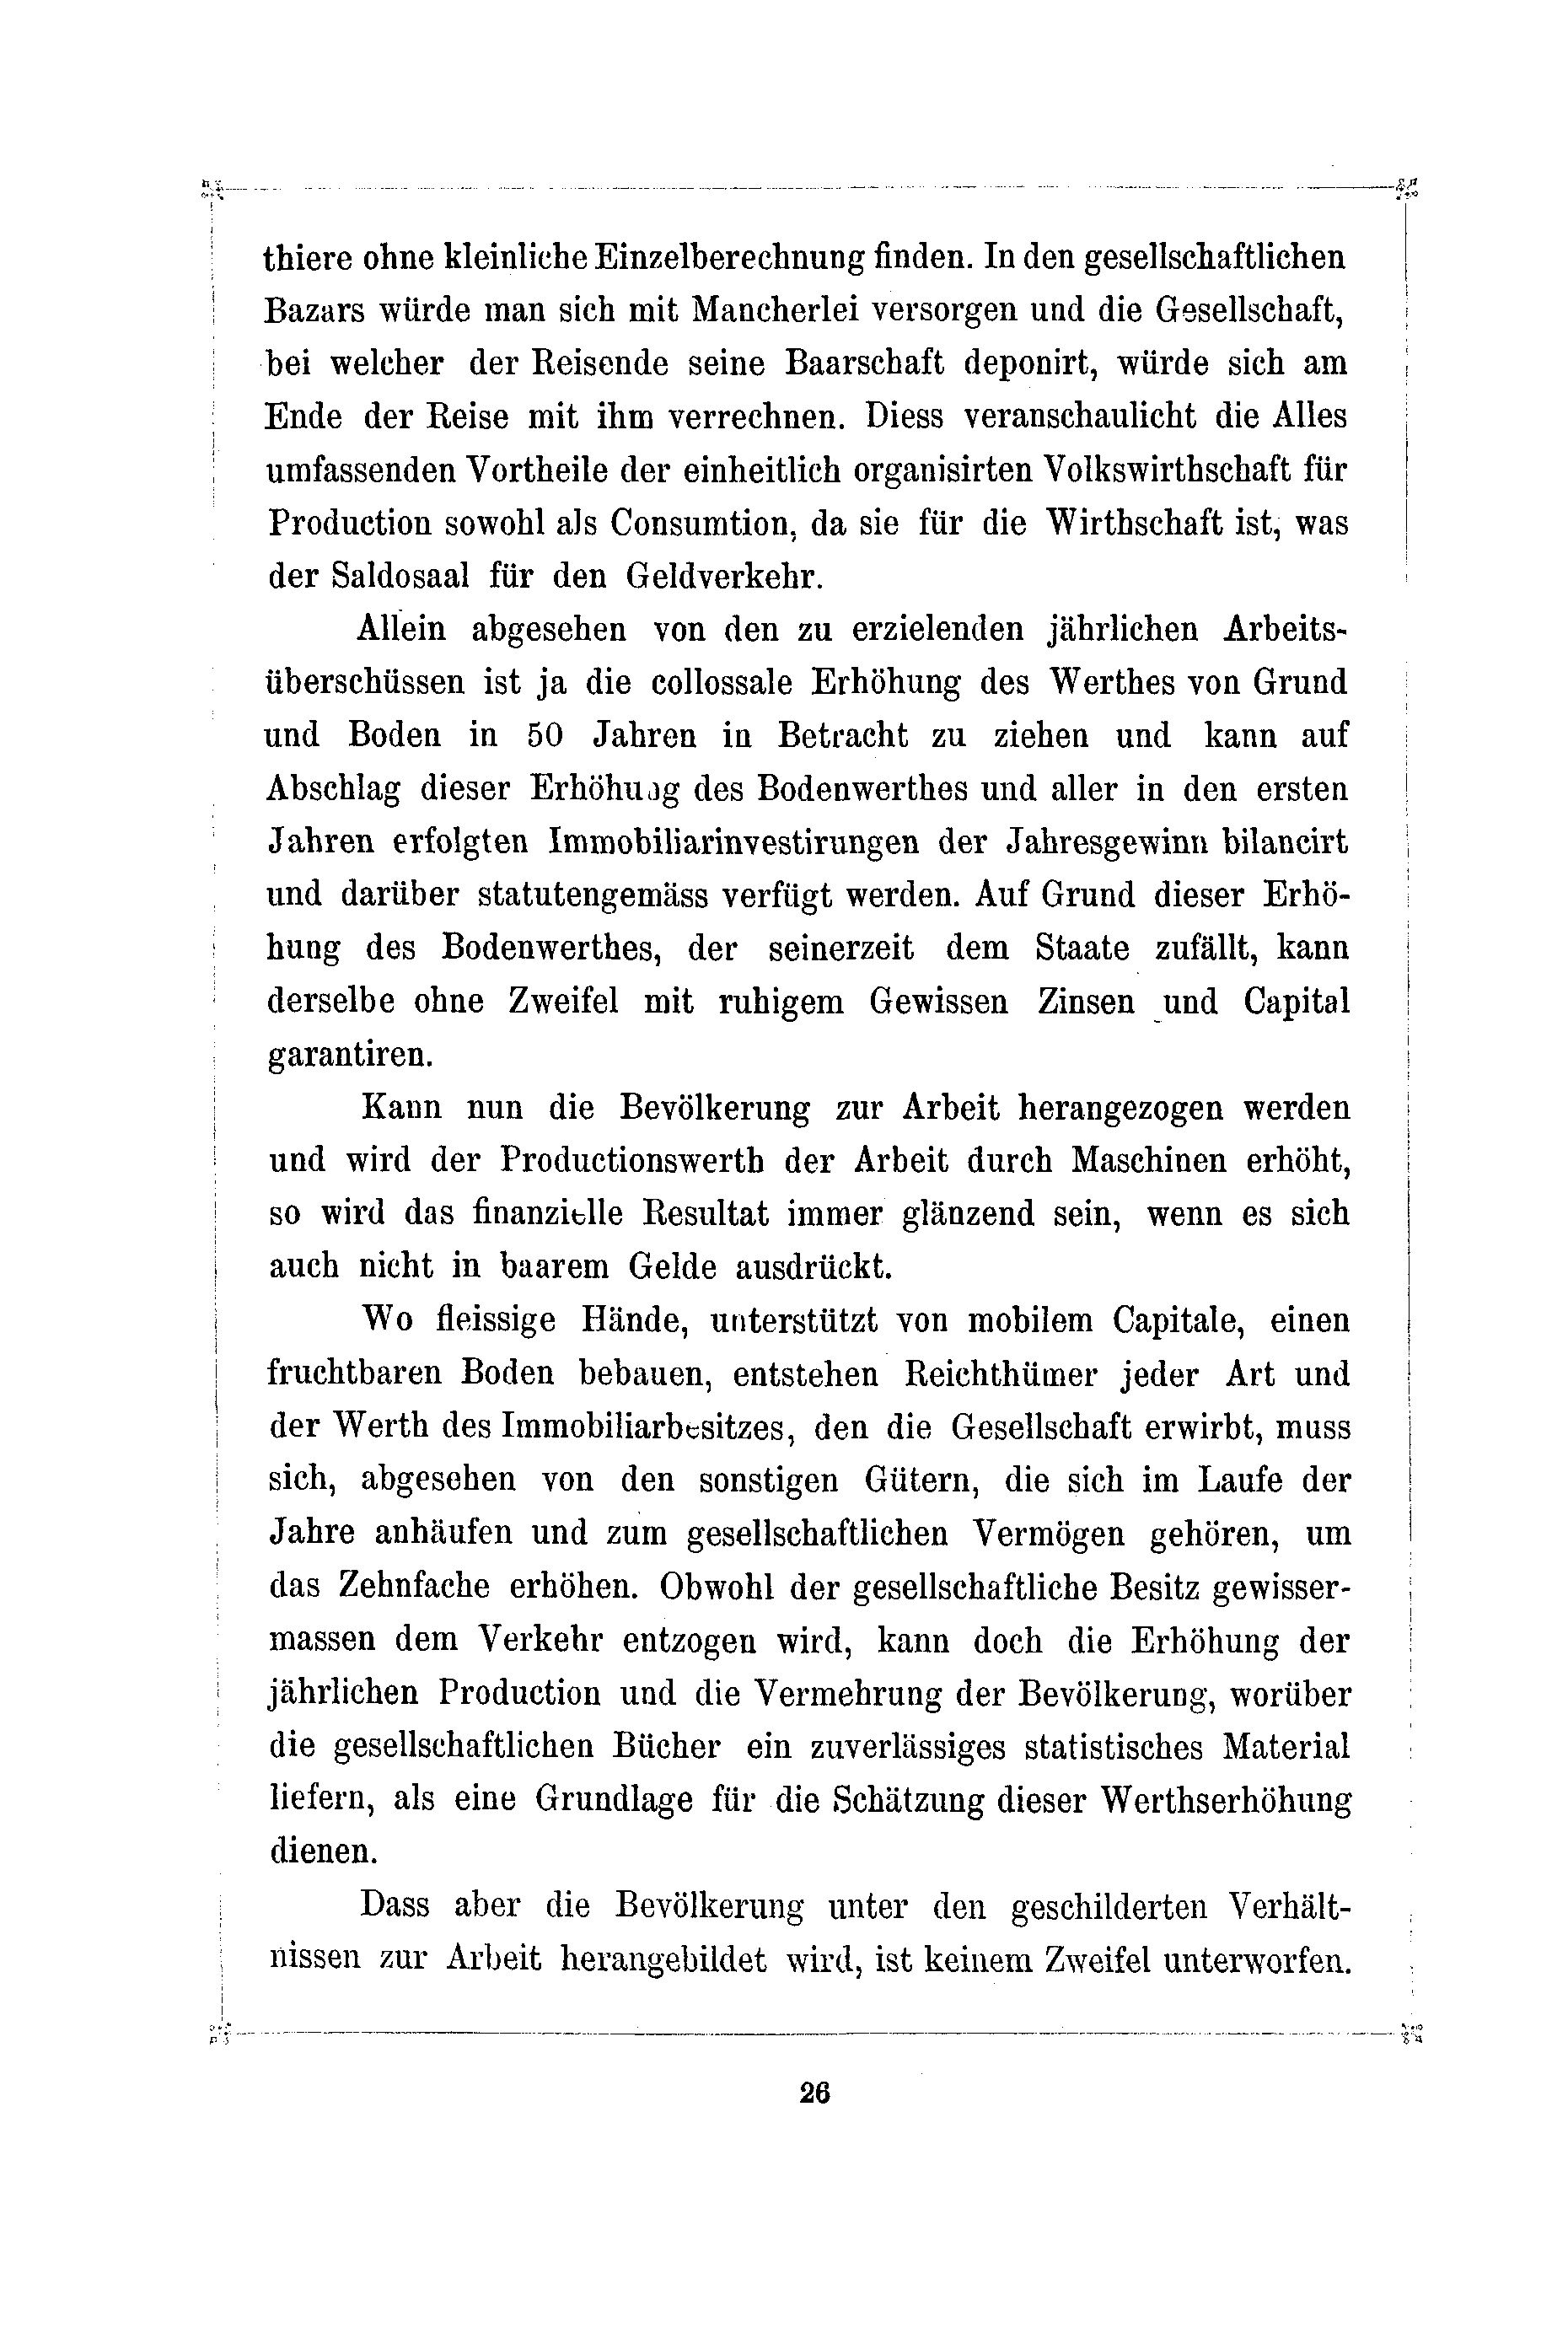 thiere ohne kleinliche Einzelberechnung finden. In den gesellschaftlichen
Bazars würde man sich mit Mancherlei versorgen und die Gesellschaft,
bei welcher der Reisende seine Baarschaft deponirt, würde sich am
Ende der Reise mit ihm verrechnen. Diess veranschaulicht die Alles
umfassenden Vortheile der einheitlich organisirten Volkswirthschaft für
Production sowohl als Consumtion, da sie für die Wirthschaft ist, was
der Saldosaal für den Geldverkehr.
Allein abgesehen von den zu erzielenden jährlichen Arbeits-
überschüssen ist ja die collossale Erhöhung des Werthes von Grund
und Boden in 50 Jahren in Betracht zu ziehen und kann auf
Abschlag dieser Erhöhung des Bodenwerthes und aller in den ersten
Jahren erfolgten Immobiliarinvestirungen der Jahresgewinn bilancirt
und darüber statutengemäss verfügt werden. Auf Grund dieser Erhö-
hung des Bodenwerthes, der seinerzeit dem Staate zufällt, kann
derselbe ohne Zweifel mit ruhigem Gewissen Zinsen und Capital
garantiren.
Kann nun die Bevölkerung zur Arbeit herangezogen werden
und wird der Productionswerth der Arbeit durch Maschinen erhöht,
so wird das finanzielle Resultat immer glänzend sein, wenn es sich
auch nicht in baarem Gelde ausdrückt.
Wo fleissige Hände, unterstützt von mobilem Capitale, einen
fruchtbaren Boden bebauen, entstehen Reichthümer jeder Art und
der Werth des Immobiliarbesitzes, den die Gesellschaft erwirbt, muss
sich, abgesehen von den sonstigen Gütern, die sich im Laufe der
Jahre anhäufen und zum gesellschaftlichen Vermögen gehören, um
das Zehnfache erhöhen. Obwohl der gesellschaftliche Besitz gewisser-
massen dem Verkehr entzogen wird, kann doch die Erhöhung der
jährlichen Production und die Vermehrung der Bevölkerung, worüber
die gesellschaftlichen Bücher ein zuverlässiges statistisches Material
liefern, als eine Grundlage für die Schätzung dieser Werthserhöhung
dienen.
Dass aber die Bevölkerung unter den geschilderten Verhält-
nissen zur Arbeit herangebildet wird, ist keinem Zweifel unterworfen.
26